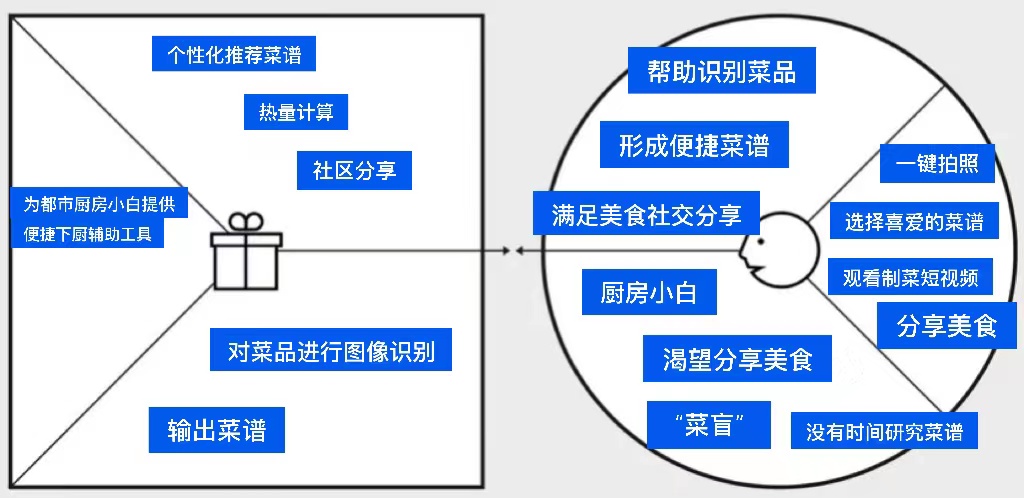 个性化推荐菜谱
热量计算
社区分享
为都市厨房小白提供
便捷下厨辅助工具
对菜品进行图像识别
输出菜谱
帮助识别菜品
形成便捷菜谱
满足美食社交分享
一键拍照
选择喜爱的菜谱
观看制菜短视频
分享美食
厨房小白
渴望分享美食
“菜盲”
没有时间研究菜谱